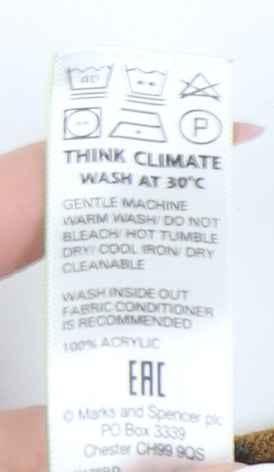 40
P
THINK CLIMATE
WASH AT 30°C
GENTLE MACHINE
WARM WASH/ DO NOT
BLEACH/ HOT TUMBLE
DRY/ COOL IRON/ DRY
CLEANABLE
WASH INSIDE OUT
FABRIC CONDITIONER
IS RECOMMENDED
100% ACRYLIC
EAC
© Marks and Spencer plc
PO Box 3339
Chester CH99 9QS